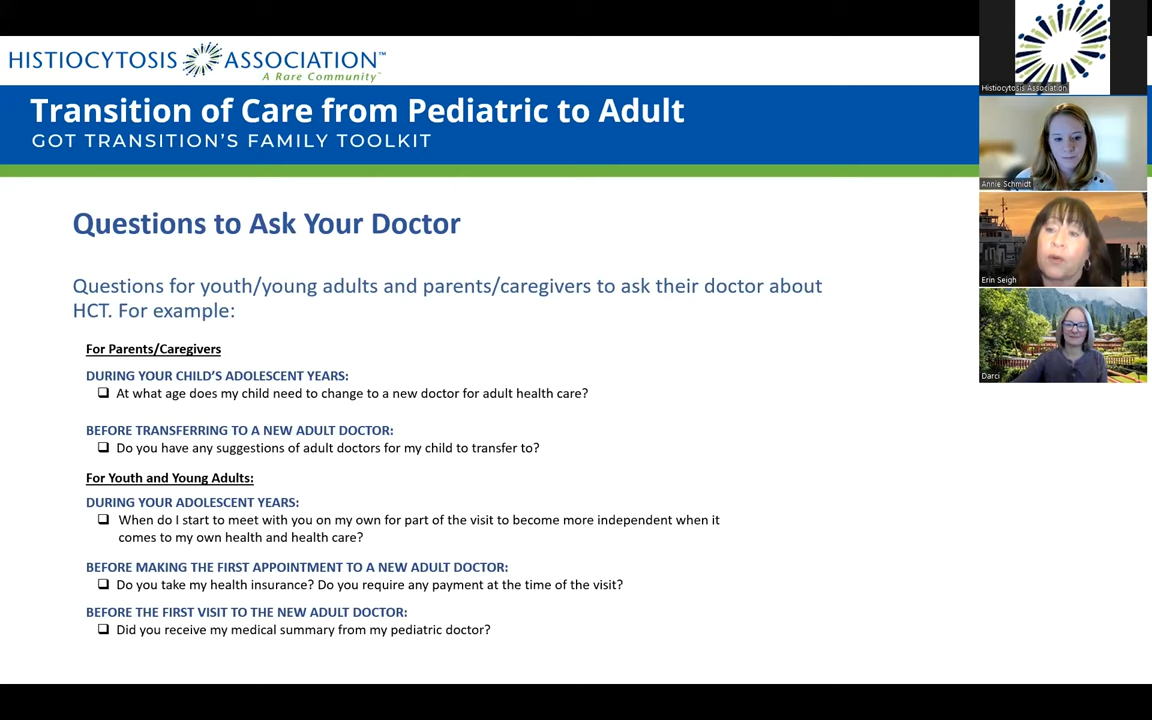 HISTIOCYTOSIS ASSOCIATION™
A Rare Community™
Transition of Care from Pediatric to Adult
GOT TRANSITION'S FAMILY TOOLKIT
Questions to Ask Your Doctor
Questions for youth/young adults and parents/caregivers to ask their doctor about
HCT. For example:
For Parents/Caregivers
DURING YOUR CHILD'S ADOLESCENT YEARS:
❑ At what age does my child need to change to a new doctor for adult health care?
BEFORE TRANSFERRING TO A NEW ADULT DOCTOR:
❑ Do you have any suggestions of adult doctors for my child to transfer to?
For Youth and Young Adults:
DURING YOUR ADOLESCENT YEARS:
❑ When do I start to meet with you on my own for part of the visit to become more independent when it
comes to my own health and health care?
BEFORE MAKING THE FIRST APPOINTMENT TO A NEW ADULT DOCTOR:
❑ Do you take my health insurance? Do you require any payment at the time of the visit?
BEFORE THE FIRST VISIT TO THE NEW ADULT DOCTOR:
❑ Did you receive my medical summary from my pediatric doctor?
Histiocytosis Association
Annie Schmidt
Erin Seigh
Darci